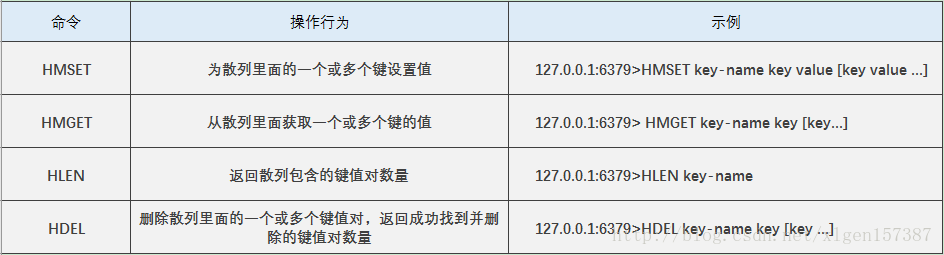 命令 操作行为 示例
HMSET 为散列里面的一个或多个键设置值 127.0.0.1:6379>HMSET key-name key value [key value ...]
HMGET 从散列里面获取一个或多个键的值 127.0.0.1:6379> HMGET key-name key [key...]
HLEN 返回散列包含的键值对数量 127.0.0.1:6379>HLEN key-name
HDEL 删除散列里面的一个或多个键值对，返回成功找到并删
除的键值对数量 127.0.0.1:6379>HDEL key-name key [key ...]
http://blog.csdn.net/xlgen157387